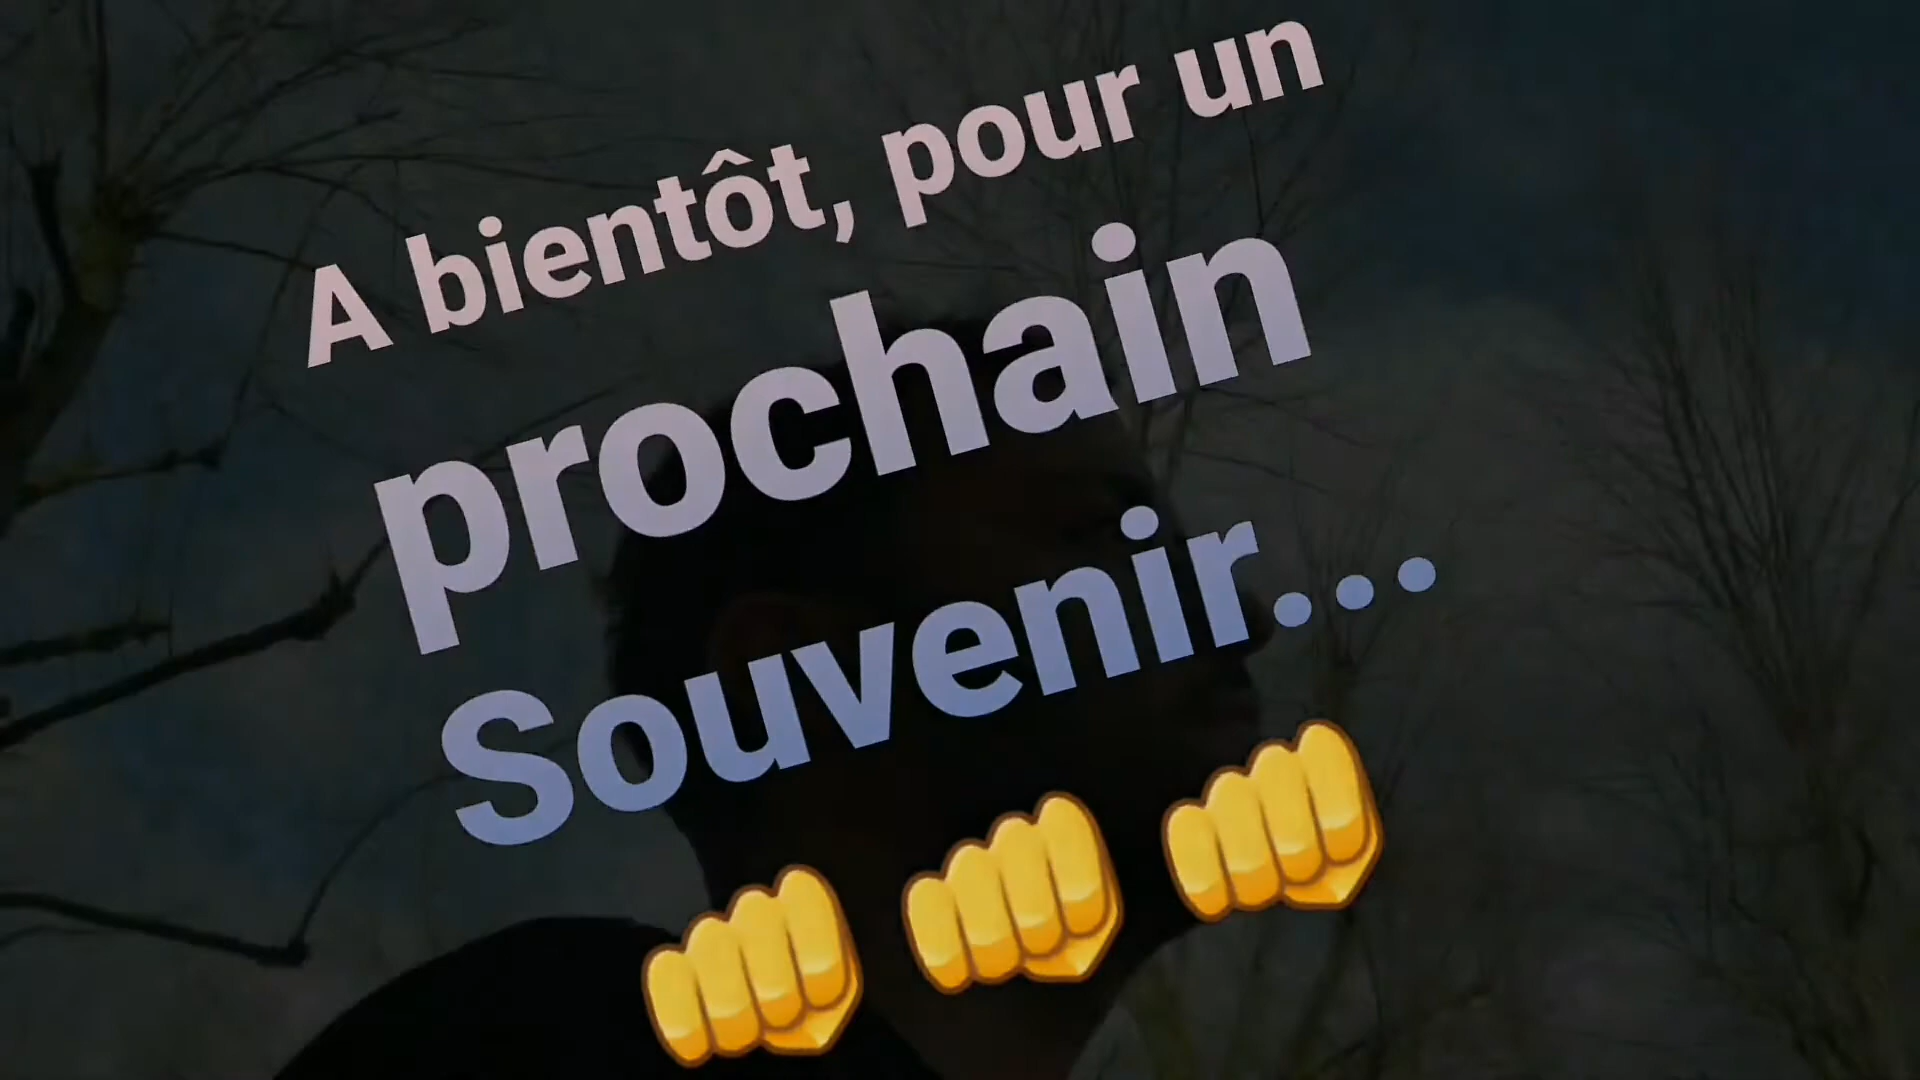 A bientôt, pour un
prochain
Souvenir...
👊👊👊